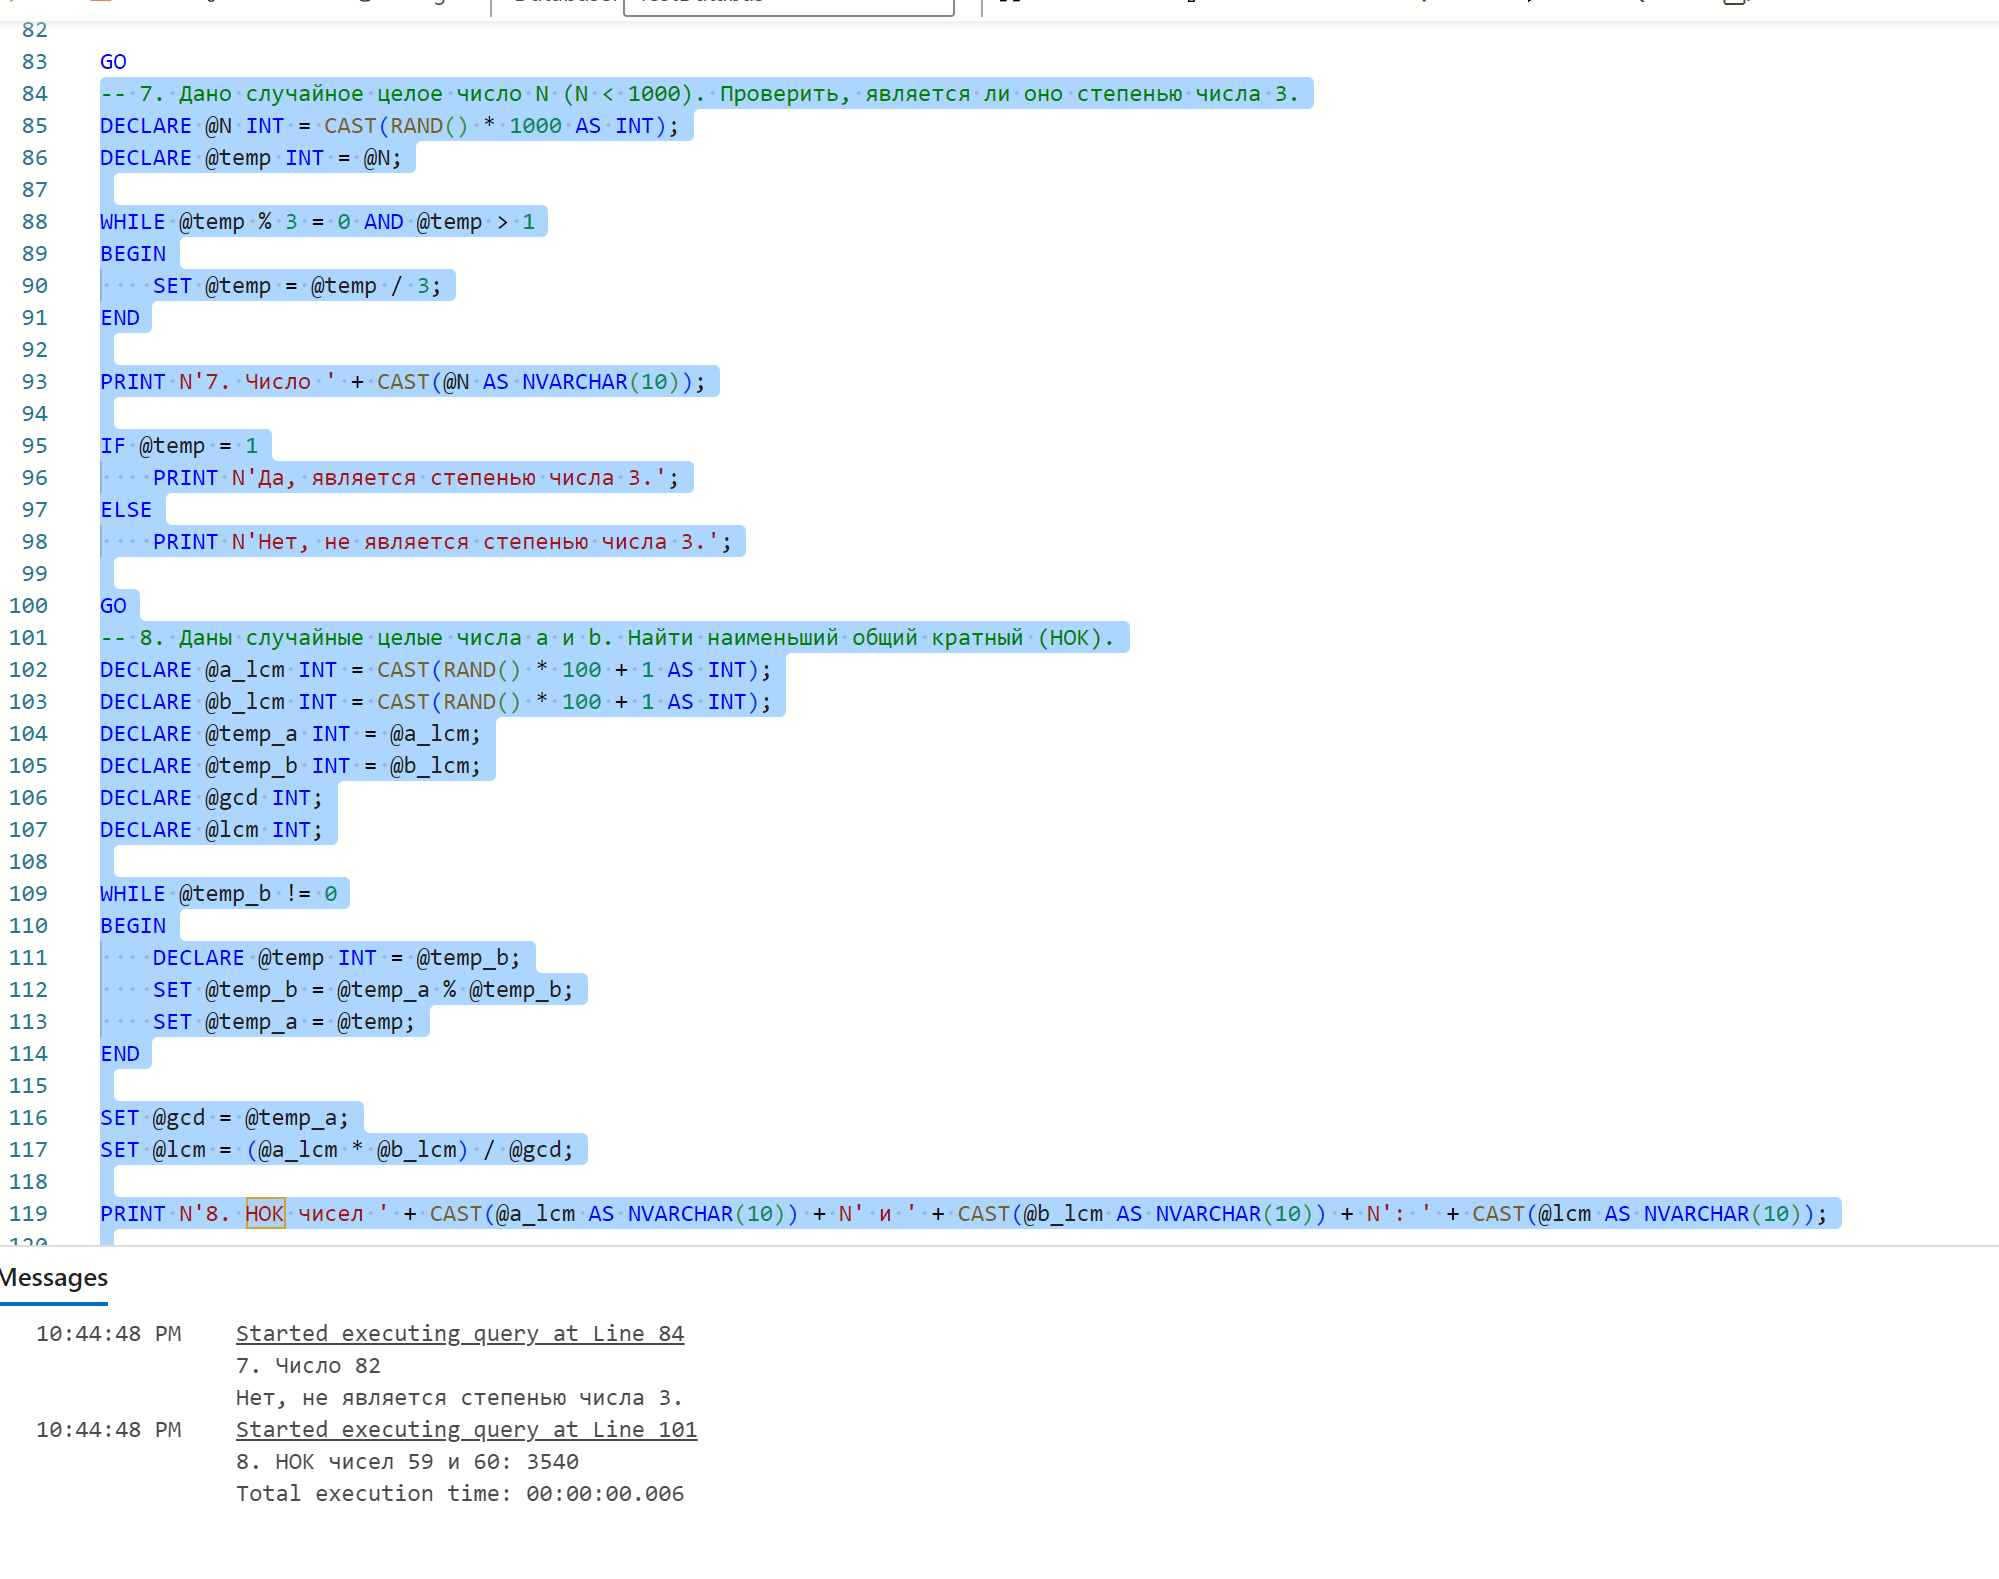 82
83 GO
84 -- 7. Дано случайное целое число N (N < 1000). Проверить, является ли оно степенью числа 3.
85 DECLARE @N INT = CAST(RAND() * 1000 AS INT);
86 DECLARE @temp INT = @N;
87
88 WHILE @temp % 3 = 0 AND @temp > 1
89 BEGIN
90     SET @temp = @temp / 3;
91 END
92
93 PRINT N'7. Число ' + CAST(@N AS NVARCHAR(10));
94
95 IF @temp = 1
96     PRINT N'Да, является степенью числа 3.';
97 ELSE
98     PRINT N'Нет, не является степенью числа 3.';
99
100 GO
101 -- 8. Даны случайные целые числа a и b. Найти наименьший общий кратный (НОК).
102 DECLARE @a_lcm INT = CAST(RAND() * 100 + 1 AS INT);
103 DECLARE @b_lcm INT = CAST(RAND() * 100 + 1 AS INT);
104 DECLARE @temp_a INT = @a_lcm;
105 DECLARE @temp_b INT = @b_lcm;
106 DECLARE @gcd INT;
107 DECLARE @lcm INT;
108
109 WHILE @temp_b != 0
110 BEGIN
111     DECLARE @temp INT = @temp_b;
112     SET @temp_b = @temp_a % @temp_b;
113     SET @temp_a = @temp;
114 END
115
116 SET @gcd = @temp_a;
117 SET @lcm = (@a_lcm * @b_lcm) / @gcd;
118
119 PRINT N'8. НОК чисел ' + CAST(@a_lcm AS NVARCHAR(10)) + N' и ' + CAST(@b_lcm AS NVARCHAR(10)) + N': ' + CAST(@lcm AS NVARCHAR(10));
120
Messages
10:44:48 PM Started executing query at Line 84
7. Число 82
Нет, не является степенью числа 3.
10:44:48 PM Started executing query at Line 101
8. НОК чисел 59 и 60: 3540
Total execution time: 00:00:00.006